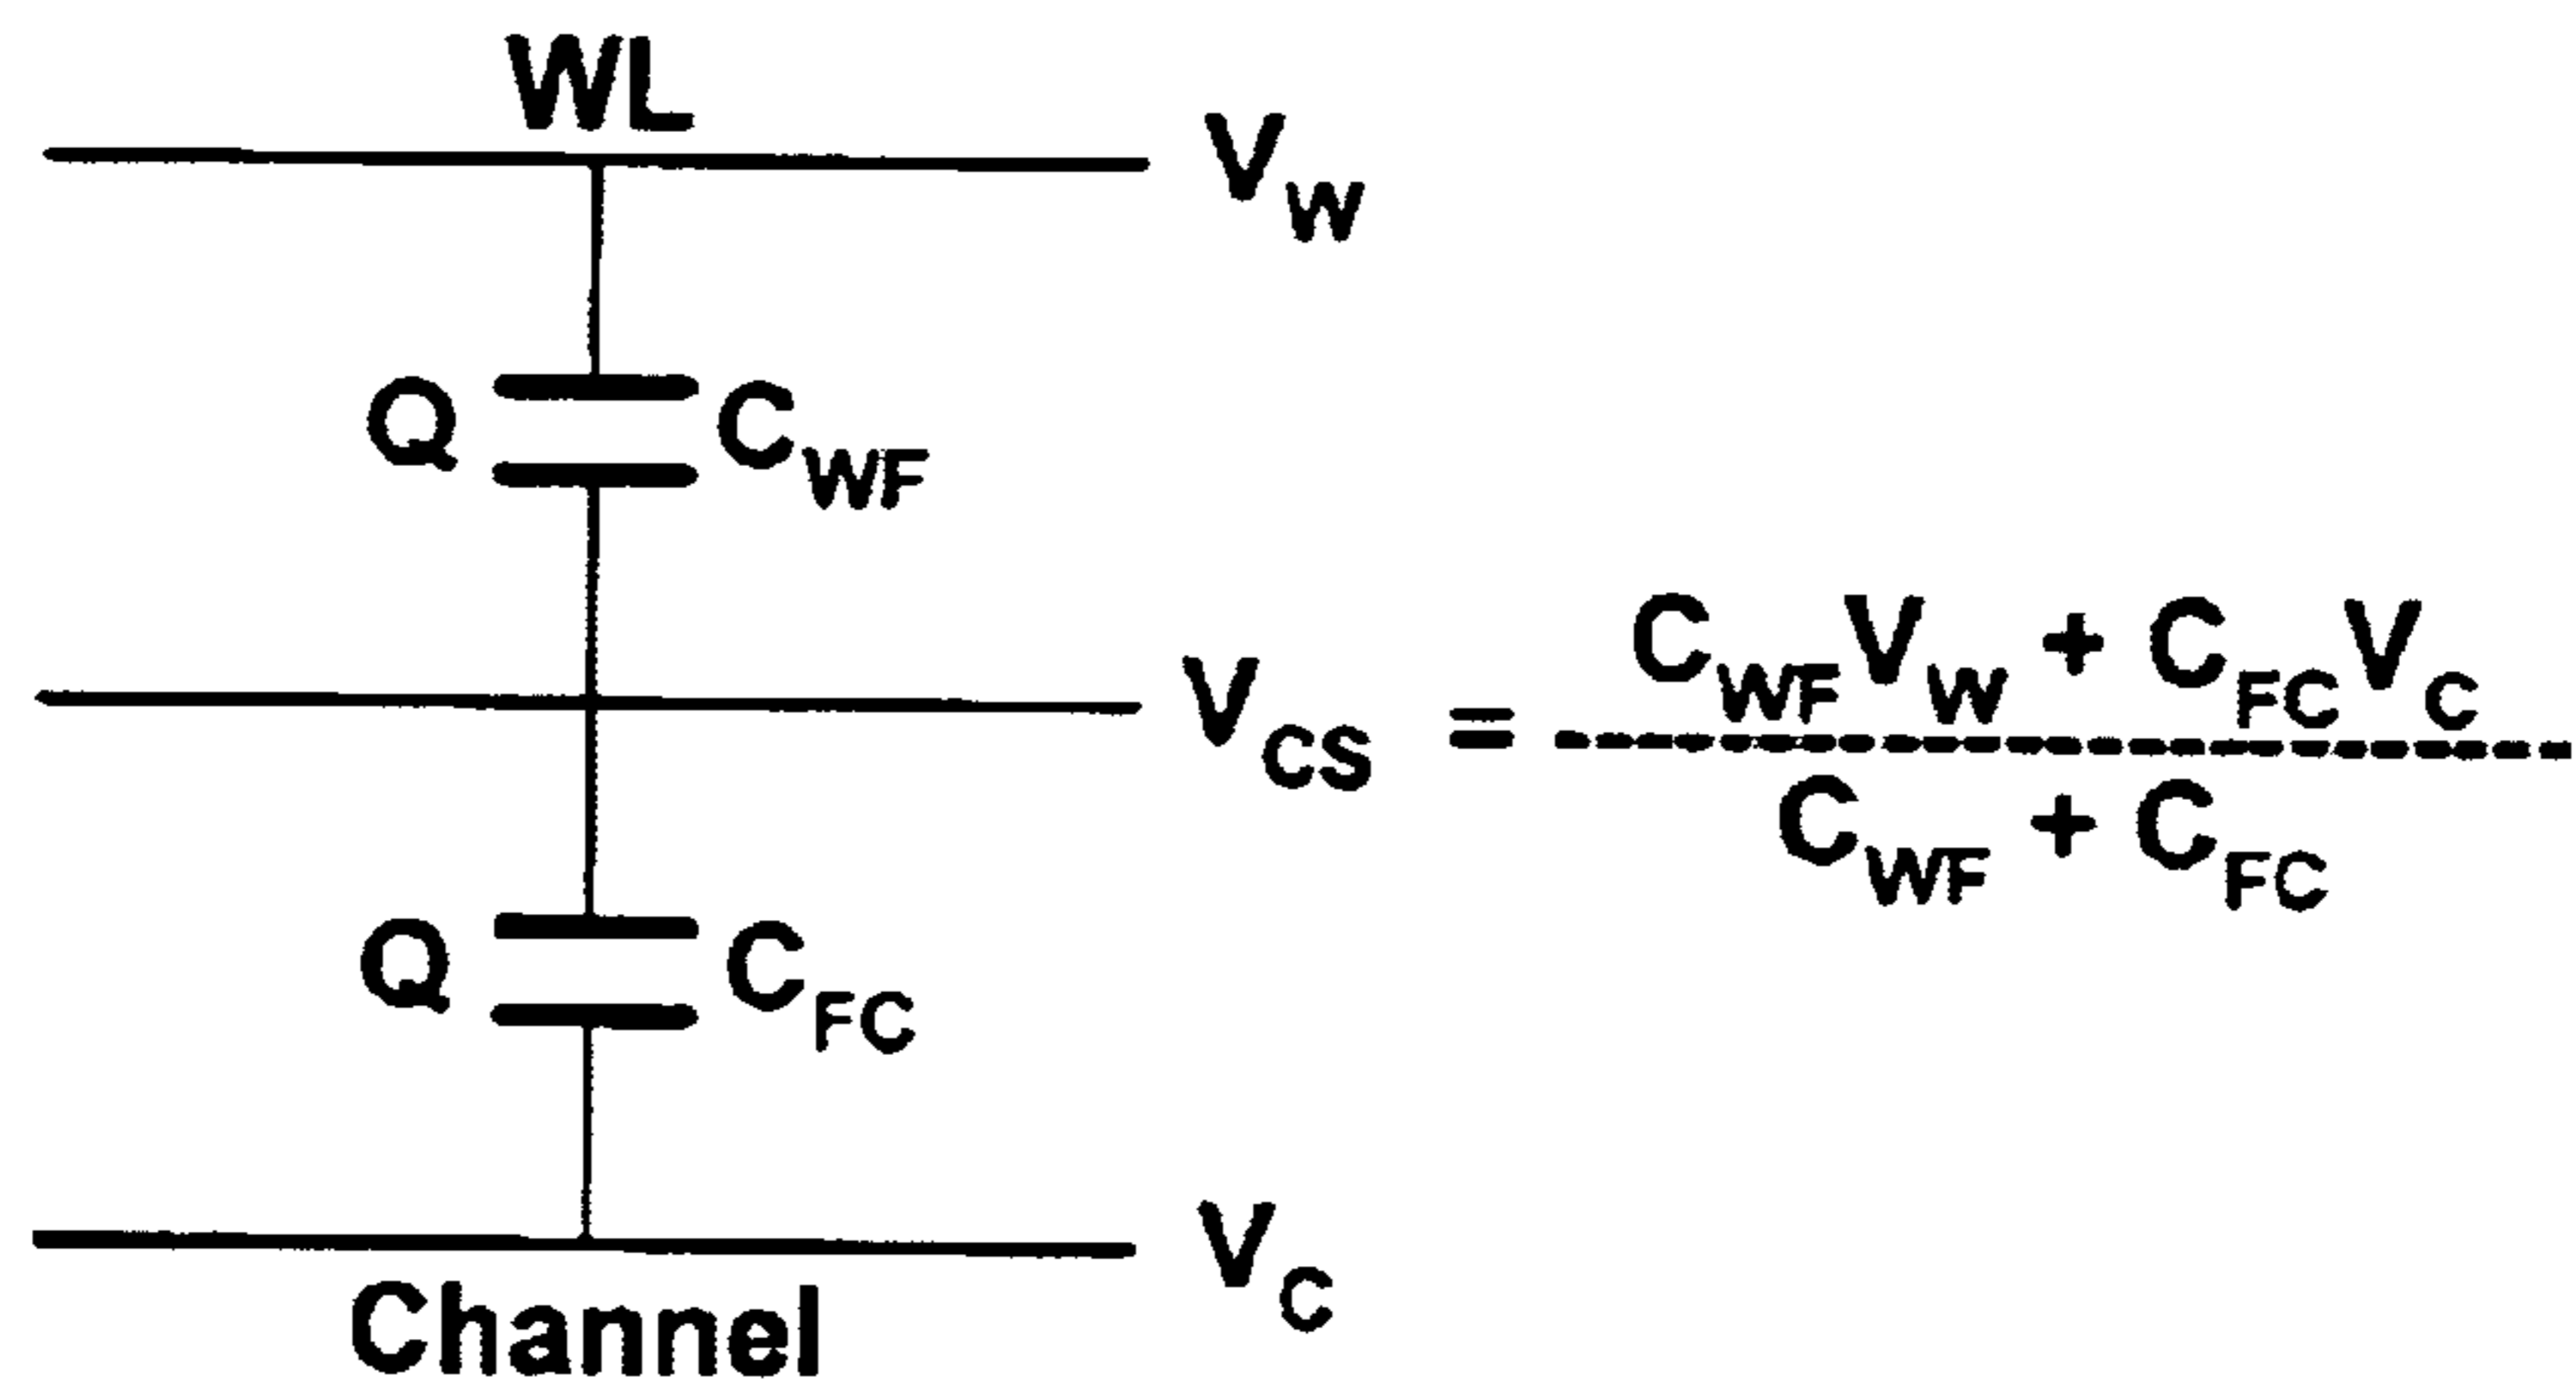 WL
V_W
Q C_WF
V_CS = C_WF V_W + C_FC V_C
C_WF + C_FC
Q C_FC
V_C
Channel